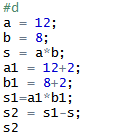 #d
a = 12;
b = 8;
s = a*b;
a1 = 12+2;
b1 = 8+2;
s1=a1*b1;
s2 = s1-s;
s2